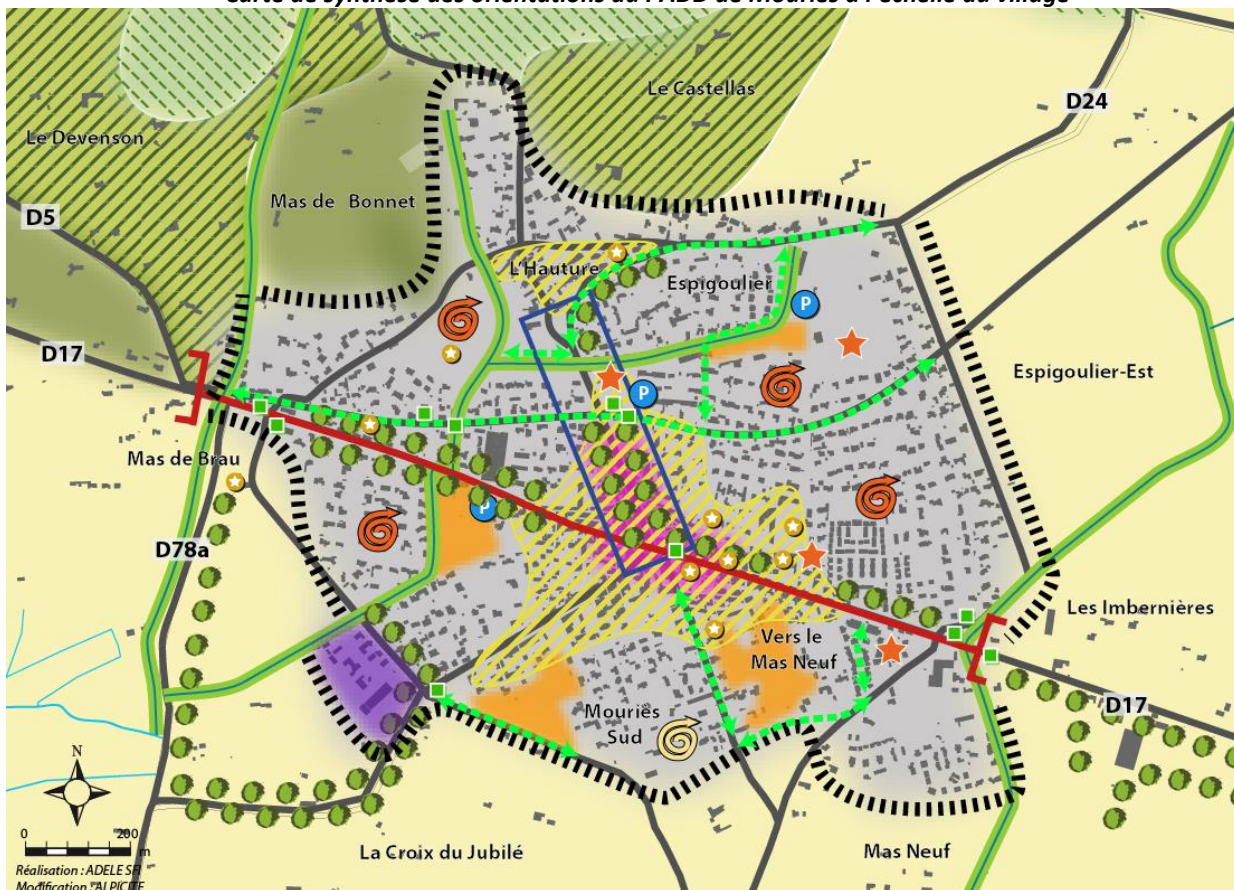 Carte de synthèse des orientations du PADD de Mouriès à l'échelle du village
Le Castellas
D24
Le Devenson
Mas de Bonnet
D5
L'Hauture
Espigoulier
P
D17
Espigoulier-Est
P
Mas de Brau
P
D78a
Les Imbernières
Vers le
Mas Neuf
Mouriès
Sud
D17
N
0 200
m
La Croix du Jubilé
Mas Neuf
Réalisation : ADELE SFI
Modification : ALPICITE